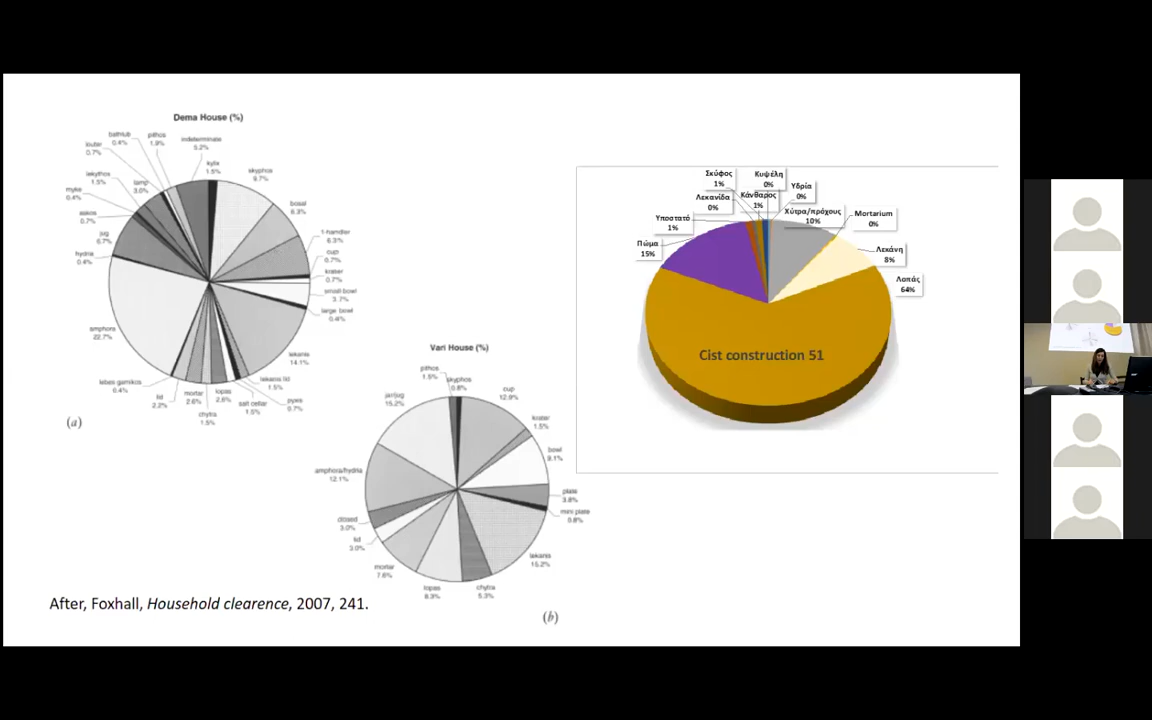 Dema House (%)
bathtub
0.4%
pithos
1.9%
indeterminate
5.2%
louter
0.7%
kylix
1.5%
skyphos
9.7%
lekythos
1.5%
lamp
3.0%
myke
0.4%
askos
0.7%
jug
6.7%
hydria
0.4%
bolsal
6.3%
1-handler
6.3%
cup
0.7%
krater
0.7%
small bowl
3.7%
large bowl
0.4%
amphora
22.7%
lekanis
14.1%
lebes gamikos
0.4%
lid
2.2%
mortar
2.6%
chytra
1.5%
lopas
2.6%
salt cellar
1.5%
lekanis lid
1.5%
pyxis
0.7%
(a)
Vari House (%)
pithos
1.5%
skyphos
0.8%
cup
12.9%
jar/jug
15.2%
krater
1.5%
bowl
9.1%
amphora/hydria
12.1%
plate
3.8%
mini plate
0.8%
closed
3.0%
lid
3.0%
mortar
7.6%
lopas
8.3%
chytra
5.3%
lekanis
15.2%
(b)
Σκύφος
1%
Κυψέλη
0%
Λεκανίδα
0%
Κάνθαρος
1%
Υδρία
0%
Υποστατό
1%
Χύτρα/πρόχους
10%
Mortarium
0%
Πώμα
15%
Λεκάνη
8%
Λοπάς
64%
Cist construction 51
After, Foxhall, Household clearence, 2007, 241.